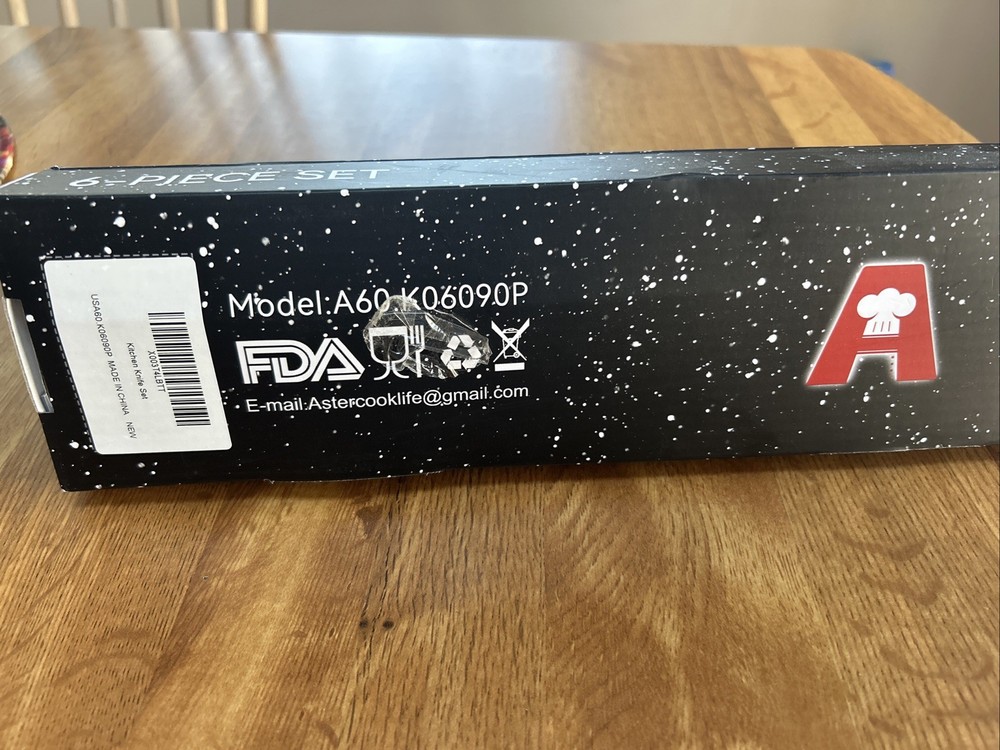 6-PIECE SET
Model:A60.K06090P
FDA
E-mail:Astercooklife@gmail.com
A
X003T4LBTT
Kitchen Knife Set
USA60.K06090P MADE IN CHINA NEW